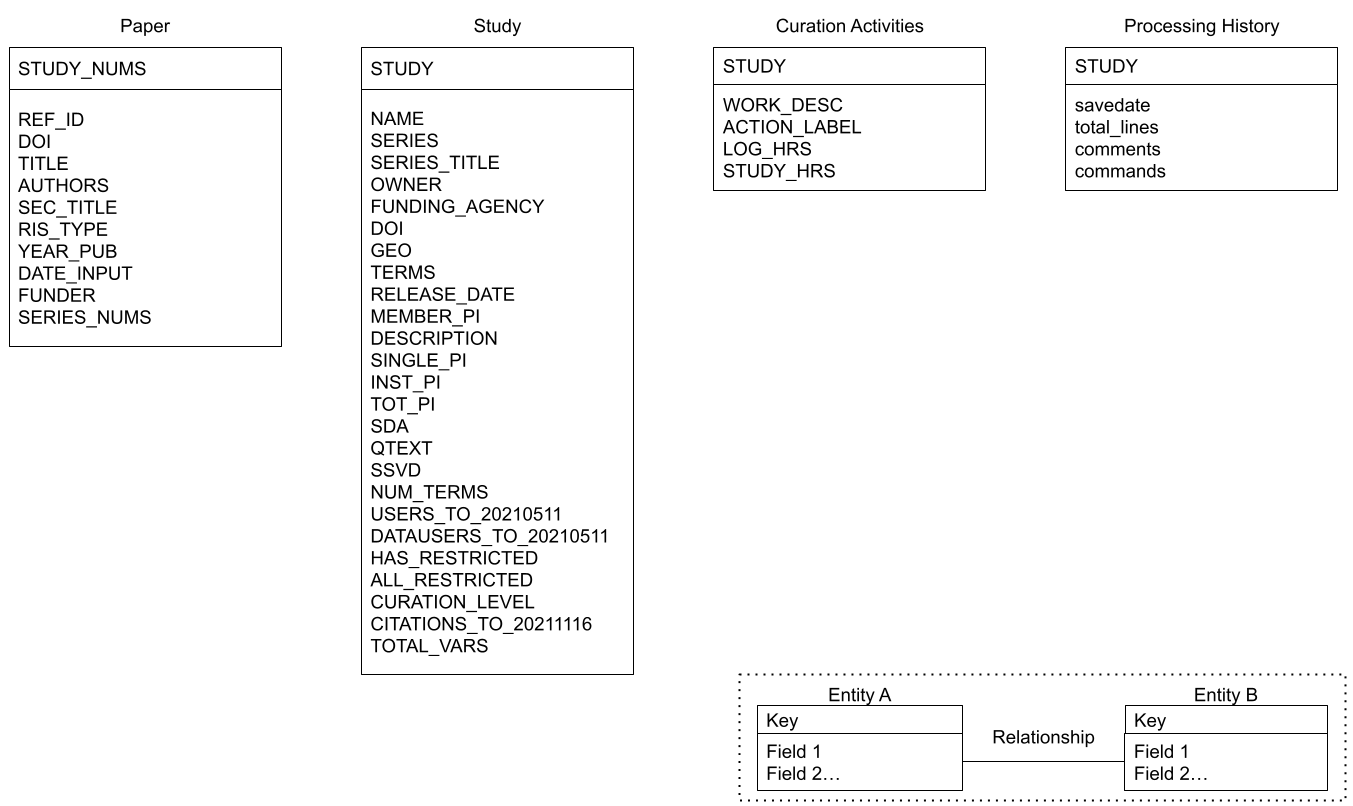 Paper
STUDY_NUMS
REF_ID
DOI
TITLE
AUTHORS
SEC_TITLE
RIS_TYPE
YEAR_PUB
DATE_INPUT
FUNDER
SERIES_NUMS
Study
STUDY
NAME
SERIES
SERIES_TITLE
OWNER
FUNDING_AGENCY
DOI
GEO
TERMS
RELEASE_DATE
MEMBER_PI
DESCRIPTION
SINGLE_PI
INST_PI
TOT_PI
SDA
QTEXT
SSVD
NUM_TERMS
USERS_TO_20210511
DATAUSERS_TO_20210511
HAS_RESTRICTED
ALL_RESTRICTED
CURATION_LEVEL
CITATIONS_TO_20211116
TOTAL_VARS
Curation Activities
STUDY
WORK_DESC
ACTION_LABEL
LOG_HRS
STUDY_HRS
Processing History
STUDY
savedate
total_lines
comments
commands
Entity A
Key
Field 1
Field 2…
Relationship
Entity B
Key
Field 1
Field 2…